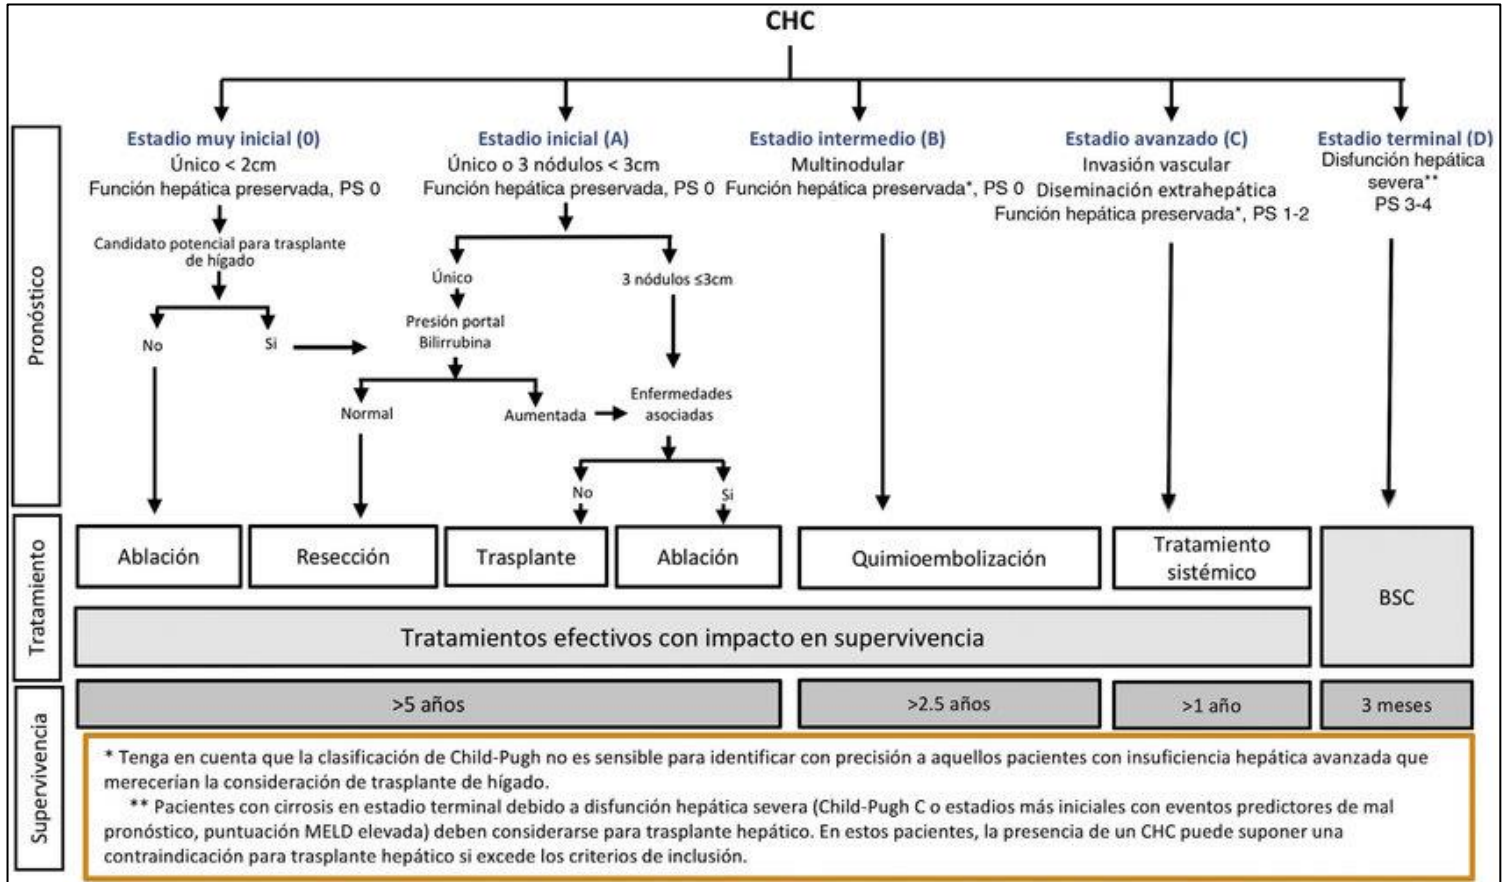 CHC
Pronóstico
Estadio muy inicial (0)
Único < 2cm
Función hepática preservada, PS 0
Estadio inicial (A)
Único o 3 nódulos < 3cm
Función hepática preservada, PS 0
Estadio intermedio (B)
Multinodular
Función hepática preservada*, PS 0
Estadio avanzado (C)
Invasión vascular
Diseminación extrahepática
Función hepática preservada*, PS 1-2
Estadio terminal (D)
Disfunción hepática
severa**
PS 3-4
Candidato potencial para trasplante
de hígado
No
Si
Único
3 nódulos ≤3cm
Presión portal
Bilirrubina
Normal
Aumentada
Enfermedades
asociadas
No
Si
Tratamiento
Ablación
Resección
Trasplante
Ablación
Quimioembolización
Tratamiento
sistémico
BSC
Tratamientos efectivos con impacto en supervivencia
Supervivencia
>5 años
>2.5 años
>1 año
3 meses
* Tenga en cuenta que la clasificación de Child-Pugh no es sensible para identificar con precisión a aquellos pacientes con insuficiencia hepática avanzada que
merecerían la consideración de trasplante de hígado.
** Pacientes con cirrosis en estadio terminal debido a disfunción hepática severa (Child-Pugh C o estadios más iniciales con eventos predictores de mal
pronóstico, puntuación MELD elevada) deben considerarse para trasplante hepático. En estos pacientes, la presencia de un CHC puede suponer una
contraindicación para trasplante hepático si excede los criterios de inclusión.